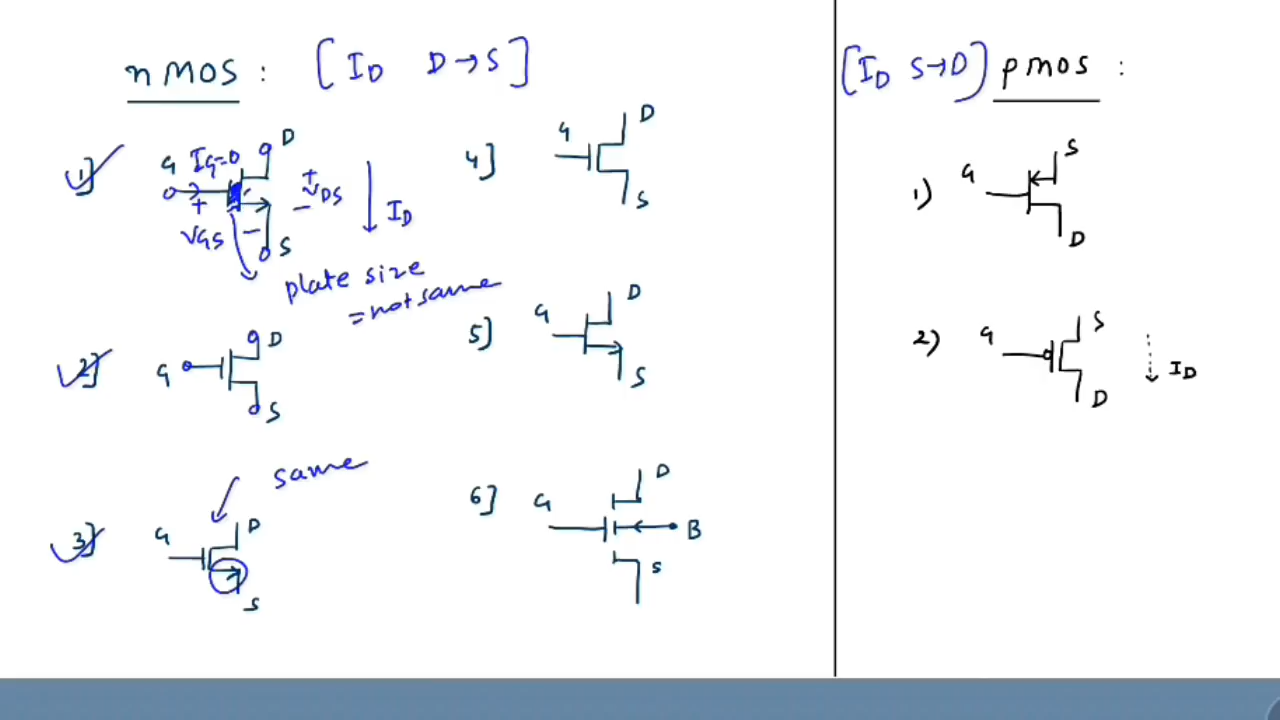 nMOS : [ID D→S]
1]
G IG=0 D
+ VGS −
+ VDS −
ID
S
plate size
=not same
2]
G D
S
3]
same
G D
S
4]
G D
S
5]
G D
S
6]
G D
B
S
[ID S→D] pmos :
1)
G S
D
2)
G S
D
ID